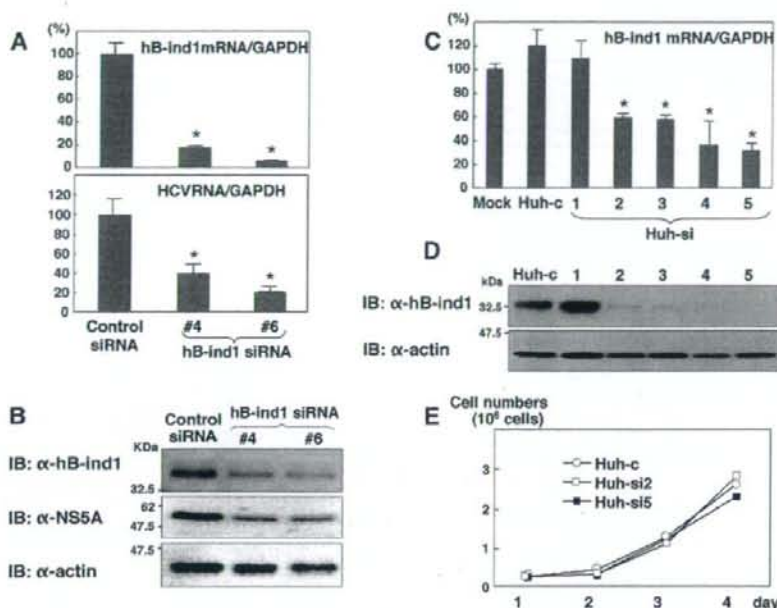 A
(%)
hB-ind1mRNA/GAPDH
100
80
60
40
20
0
HCVRNA/GAPDH
120
100
80
60
40
20
0
Control siRNA
#4
#6
hB-ind1 siRNA
B
Control siRNA
hB-ind1 siRNA
#4
#6
KDa
IB: α-hB-ind1
32.5
IB: α-NS5A
62
47.5
IB: α-actin
47.5
C
(%)
hB-ind1 mRNA/GAPDH
120
100
80
60
40
20
0
Mock
Huh-c
1
2
3
4
5
Huh-si
D
kDa
Huh-c
1
2
3
4
5
IB: α-hB-ind1
32.5
IB: α-actin
47.5
E
Cell numbers
(10⁶ cells)
3
2
1
0
Huh-c
Huh-si2
Huh-si5
1
2
3
4
day